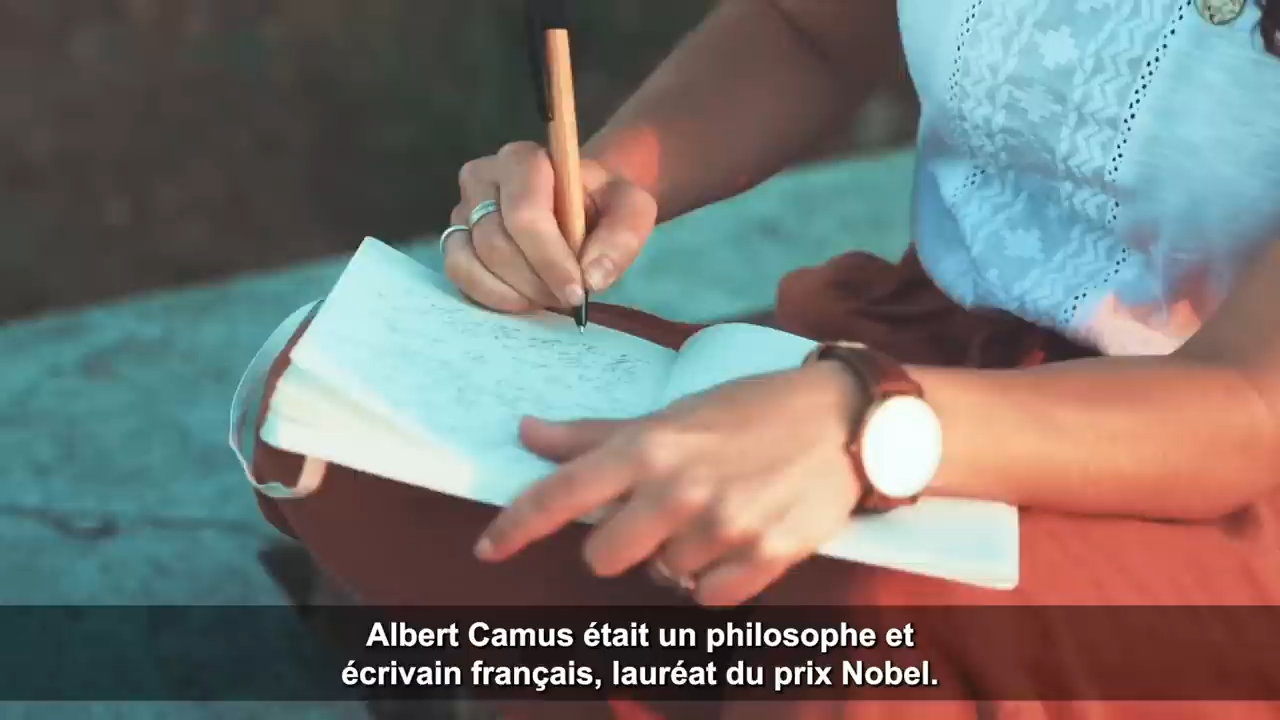 Albert Camus était un philosophe et
écrivain français, lauréat du prix Nobel.